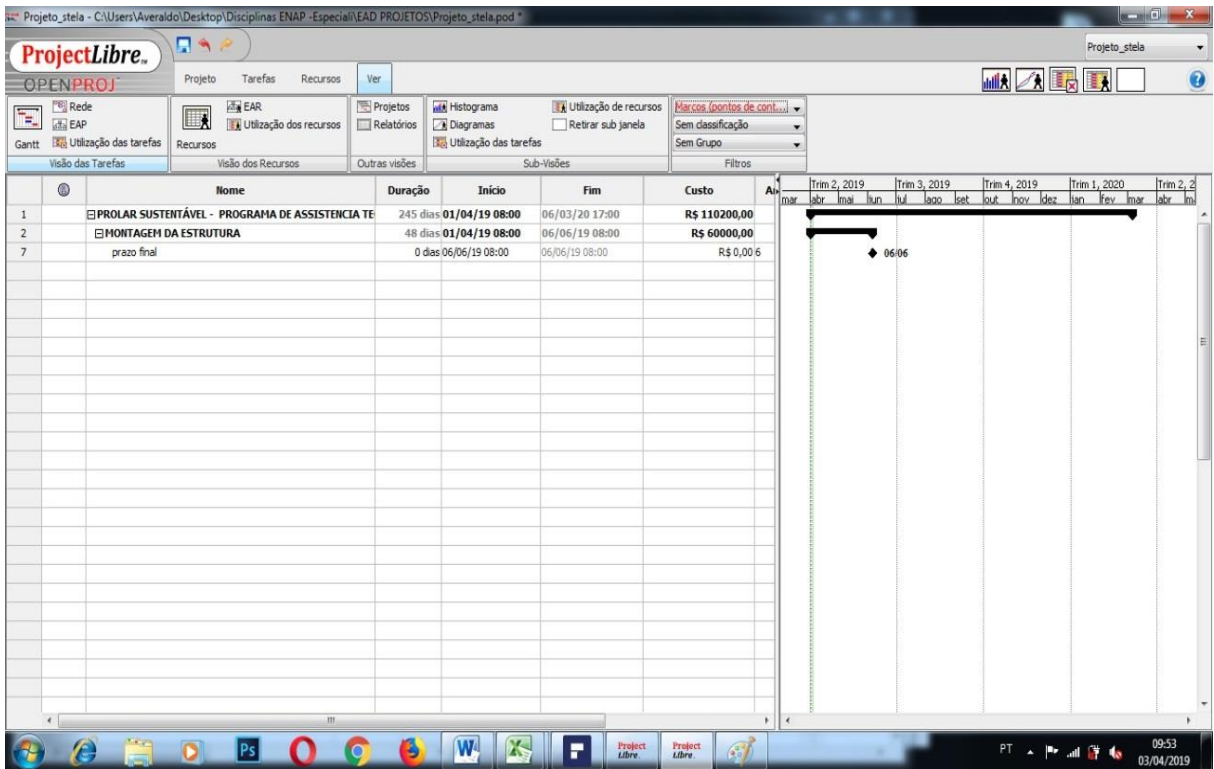 Projeto_stela - C:\Users\Averaldo\Desktop\Disciplinas ENAP -Especiali\EAD PROJETOS\Projeto_stela.pod *
ProjectLibre
OPENPROJ
Projeto_stela
Projeto Tarefas Recursos Ver
Rede
EAP
Gantt Utilização das tarefas
Visão das Tarefas
EAR
Utilização dos recursos
Recursos
Visão dos Recursos
Projetos
Relatórios
Outras visões
Histograma Utilização de recursos
Diagramas Retirar sub janela
Utilização das tarefas
Sub-Visões
Marcos (pontos de cont...)
Sem classificação
Sem Grupo
Filtros
Nome Duração Início Fim Custo
Trim 2, 2019 Trim 3, 2019 Trim 4, 2019 Trim 1, 2020 Trim 2, 2
mar abr mai jun jul ago set out nov dez jan fev mar abr
1 PROLAR SUSTENTÁVEL - PROGRAMA DE ASSISTENCIA TE 245 dias 01/04/19 08:00 06/03/20 17:00 R$ 110200,00
2 MONTAGEM DA ESTRUTURA 48 dias 01/04/19 08:00 06/06/19 08:00 R$ 60000,00
7 prazo final 0 dias 06/06/19 08:00 06/06/19 08:00 R$ 0,00 6
06/06
Ps
Project Libre
Project Libre
PT
09:53
03/04/2019